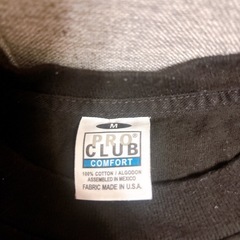 M
PRO
CLUB
COMFORT
100% COTTON / ALGODON
ASSEMBLED IN MEXICO
FABRIC MADE IN U.S.A.